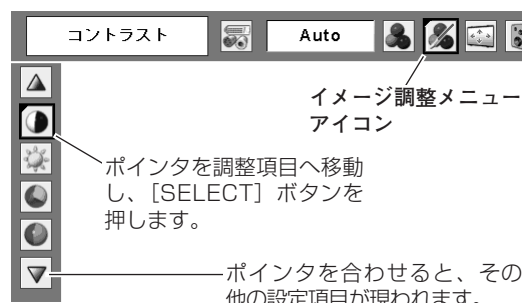 コントラスト
Auto
イメージ調整メニュー
アイコン
ポインタを調整項目へ移動
し、［SELECT］ボタンを
押します。
ポインタを合わせると、その
他の設定項目が現われます。